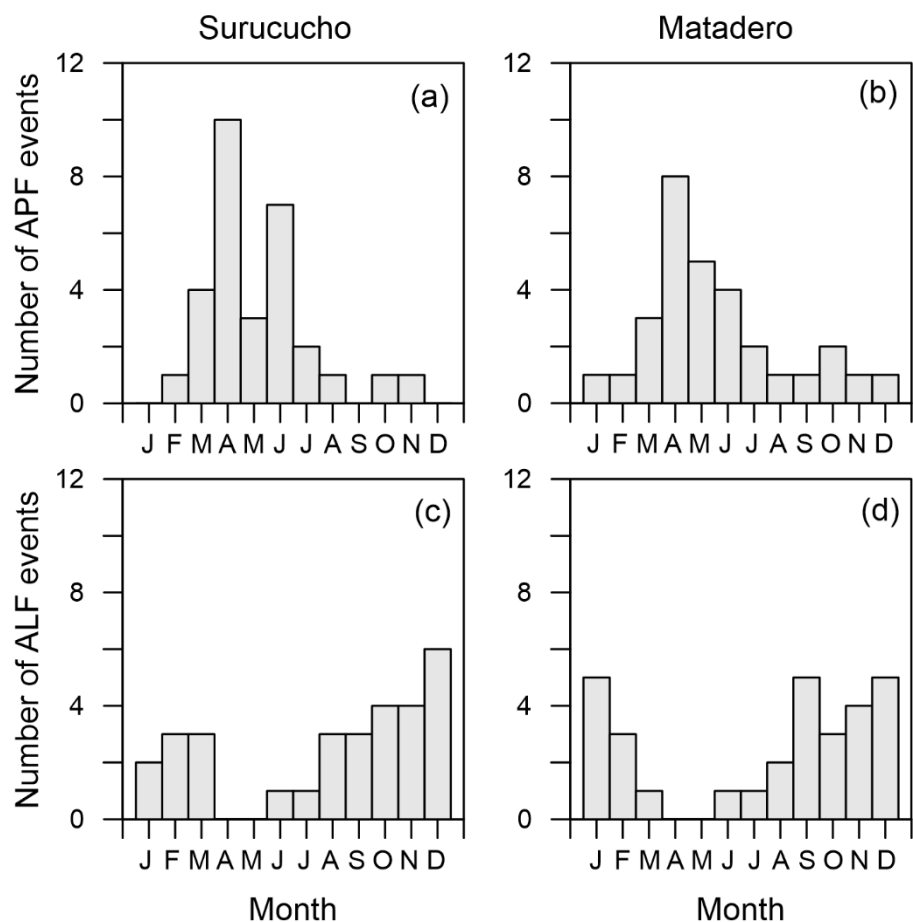 Surucucho
Matadero
Number of APF events
12
8
4
0
(a)
J F M A M J J A S O N D
12
8
4
0
(b)
J F M A M J J A S O N D
Number of ALF events
12
8
4
0
(c)
J F M A M J J A S O N D
Month
12
8
4
0
(d)
J F M A M J J A S O N D
Month